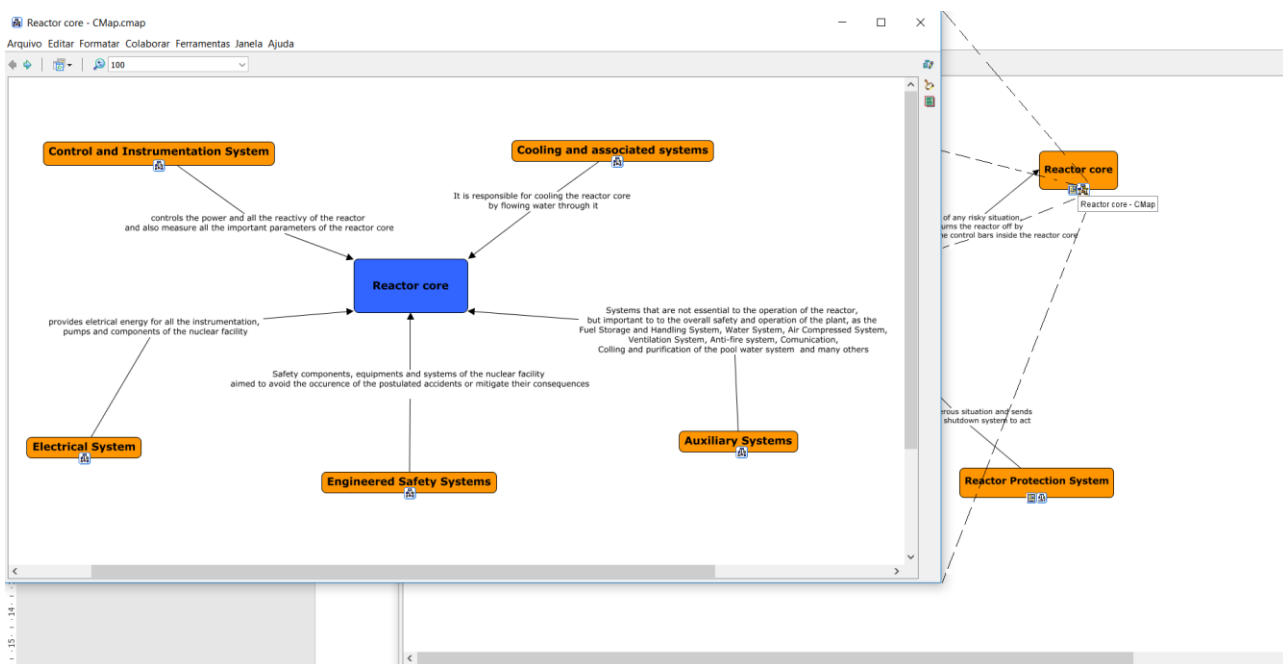 Reactor core - CMap.cmap
Arquivo Editar Formatar Colaborar Ferramentas Janela Ajuda
100
Control and Instrumentation System
Cooling and associated systems
It is responsible for cooling the reactor core
by flowing water through it
controls the power and all the reactivy of the reactor
and also measure all the important parameters of the reactor core
Reactor core
provides eletrical energy for all the instrumentation,
pumps and components of the nuclear facility
Systems that are not essential to the operation of the reactor,
but important to to the overall safety and operation of the plant, as the
Fuel Storage and Handling System, Water System, Air Compressed System,
Ventilation System, Anti-fire system, Comunication,
Colling and purification of the pool water system and many others
Safety components, equipments and systems of the nuclear facility
aimed to avoid the occurence of the postulated accidents or mitigate their consequences
Electrical System
Engineered Safety Systems
Auxiliary Systems
Reactor core
Reactor core - CMap
of any risky situation,
urns the reactor off by
e control bars inside the reactor core
erous situation and sends
shutdown system to act
Reactor Protection System
14
15